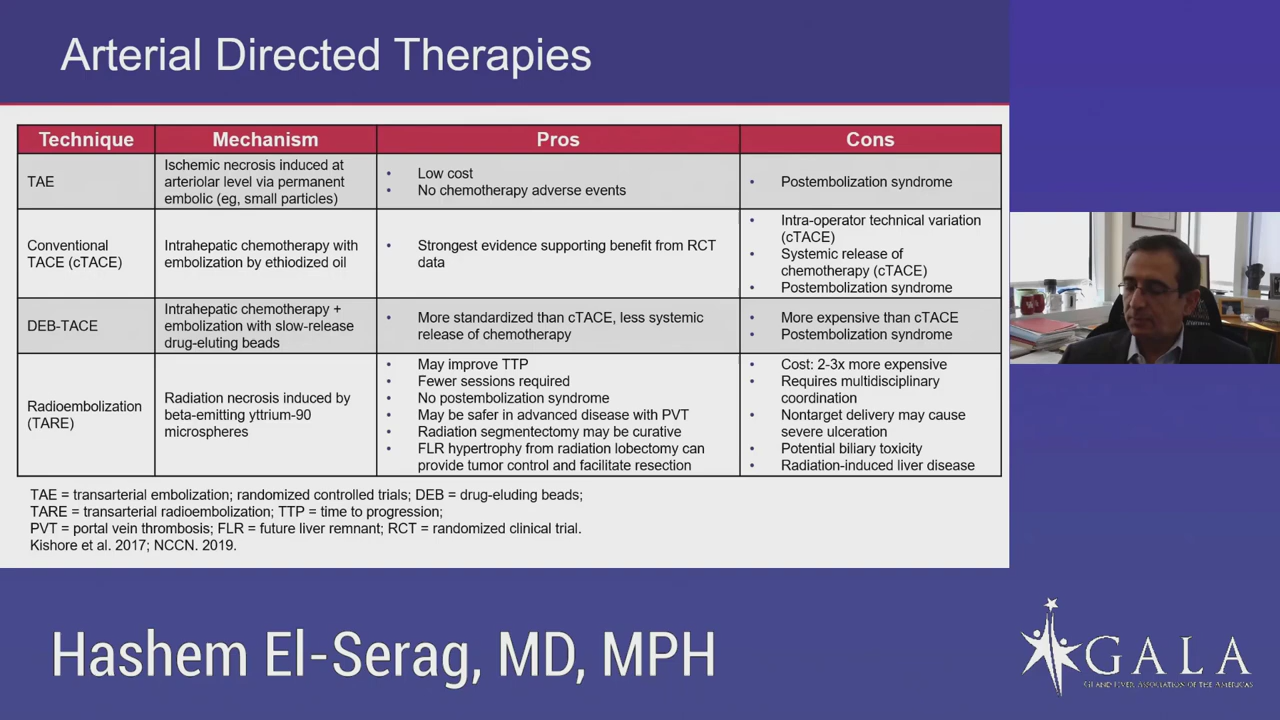 Arterial Directed Therapies
Technique
Mechanism
Pros
Cons
TAE
Ischemic necrosis induced at
arteriolar level via permanent
embolic (eg, small particles)
• Low cost
• No chemotherapy adverse events
• Postembolization syndrome
Conventional
TACE (cTACE)
Intrahepatic chemotherapy with
embolization by ethiodized oil
• Strongest evidence supporting benefit from RCT
data
• Intra-operator technical variation
(cTACE)
• Systemic release of
chemotherapy (cTACE)
• Postembolization syndrome
DEB-TACE
Intrahepatic chemotherapy +
embolization with slow-release
drug-eluting beads
• More standardized than cTACE, less systemic
release of chemotherapy
• More expensive than cTACE
• Postembolization syndrome
Radioembolization
(TARE)
Radiation necrosis induced by
beta-emitting yttrium-90
microspheres
• May improve TTP
• Fewer sessions required
• No postembolization syndrome
• May be safer in advanced disease with PVT
• Radiation segmentectomy may be curative
• FLR hypertrophy from radiation lobectomy can
provide tumor control and facilitate resection
• Cost: 2-3x more expensive
• Requires multidisciplinary
coordination
• Nontarget delivery may cause
severe ulceration
• Potential biliary toxicity
• Radiation-induced liver disease
TAE = transarterial embolization; randomized controlled trials; DEB = drug-eluding beads;
TARE = transarterial radioembolization; TTP = time to progression;
PVT = portal vein thrombosis; FLR = future liver remnant; RCT = randomized clinical trial.
Kishore et al. 2017; NCCN. 2019.
Hashem El-Serag, MD, MPH
GALA
GI AND LIVER ASSOCIATION OF THE AMERICAS